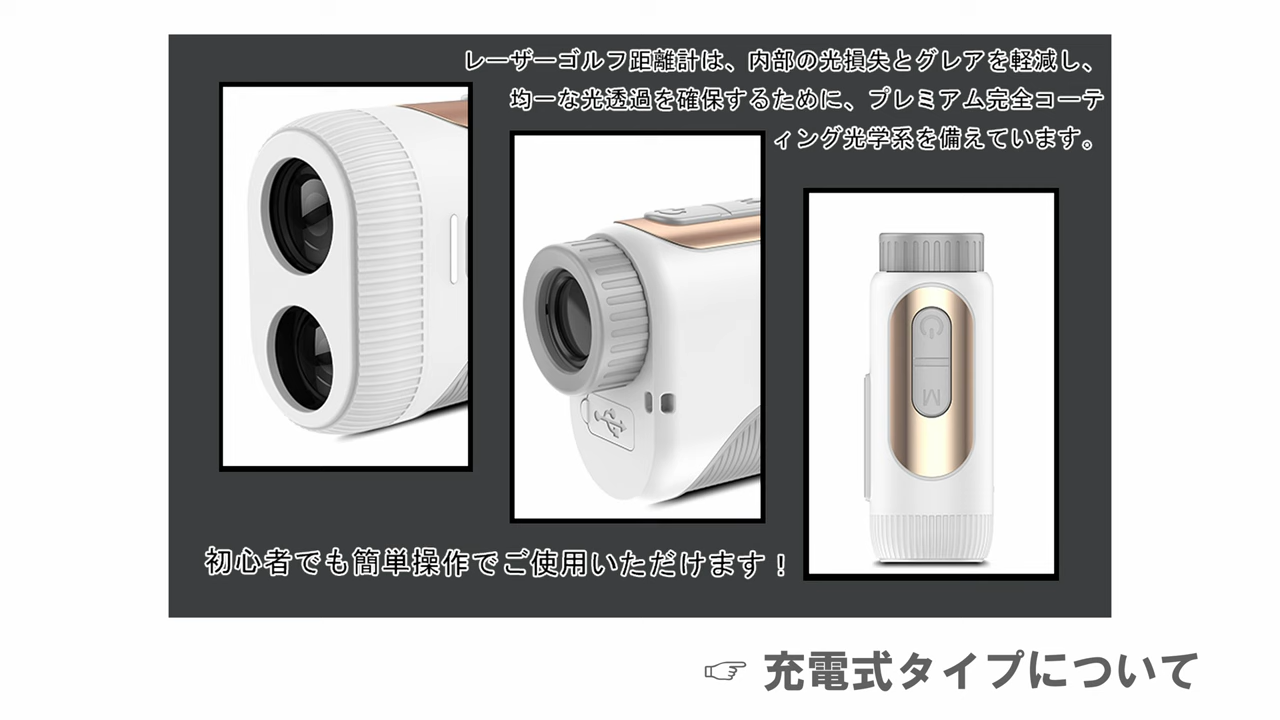 レーザーゴルフ距離計は、内部の光損失とグレアを軽減し、
均一な光透過を確保するために、プレミアム完全コーテ
ィング光学系を備えています。
M
初心者でも簡単操作でご使用いただけます！
☞ 充電式タイプについて